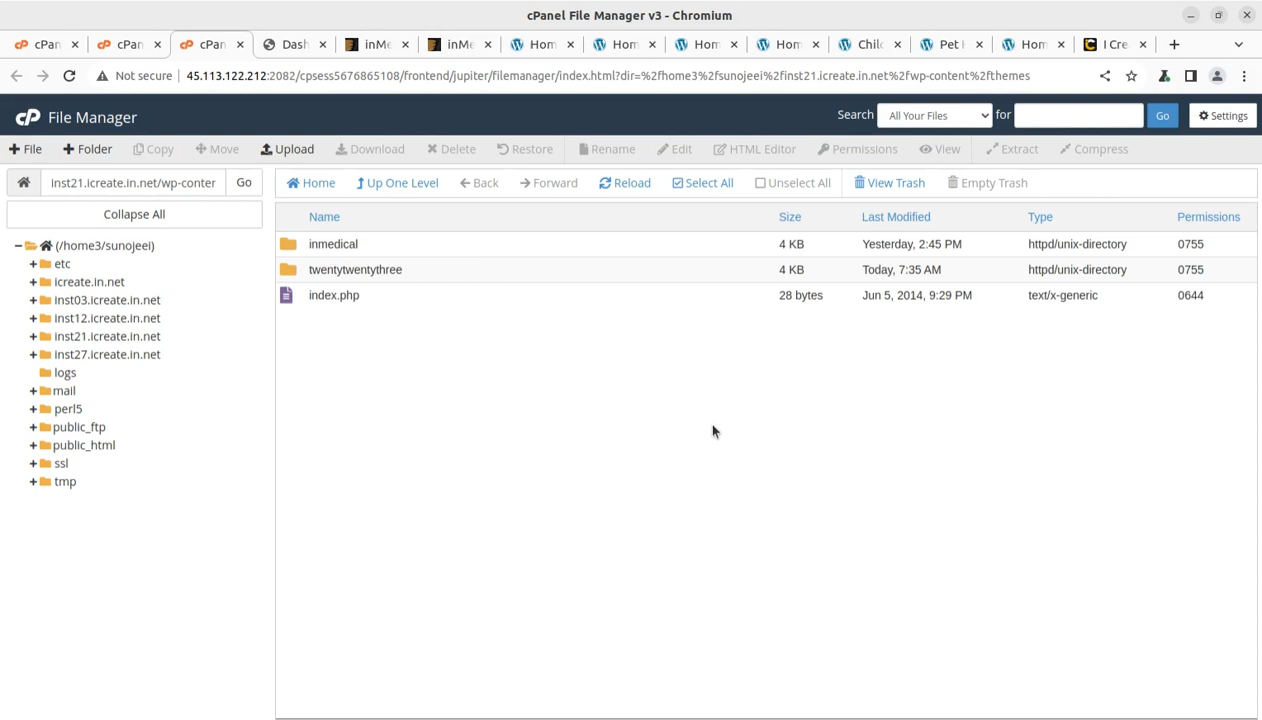 cPanel File Manager v3 - Chromium
cPan cPan cPan Dash inMe inMe Hom Hom Hom Hom Chil Pet Hom I Cre
Not secure 45.113.122.212:2082/cpsess5676865108/frontend/jupiter/filemanager/index.html?dir=%2fhome3%2fsunojeei%2finst21.icreate.in.net%2fwp-content%2fthemes
cP File Manager Search All Your Files for Go Settings
File Folder Copy Move Upload Download Delete Restore Rename Edit HTML Editor Permissions View Extract Compress
inst21.icreate.in.net/wp-conter Go Home Up One Level Back Forward Reload Select All Unselect All View Trash Empty Trash
Collapse All
Name Size Last Modified Type Permissions
inmedical 4 KB Yesterday, 2:45 PM httpd/unix-directory 0755
twentytwentythree 4 KB Today, 7:35 AM httpd/unix-directory 0755
index.php 28 bytes Jun 5, 2014, 9:29 PM text/x-generic 0644
(/home3/sunojeei)
etc
icreate.in.net
inst03.icreate.in.net
inst12.icreate.in.net
inst21.icreate.in.net
inst27.icreate.in.net
logs
mail
perl5
public_ftp
public_html
ssl
tmp